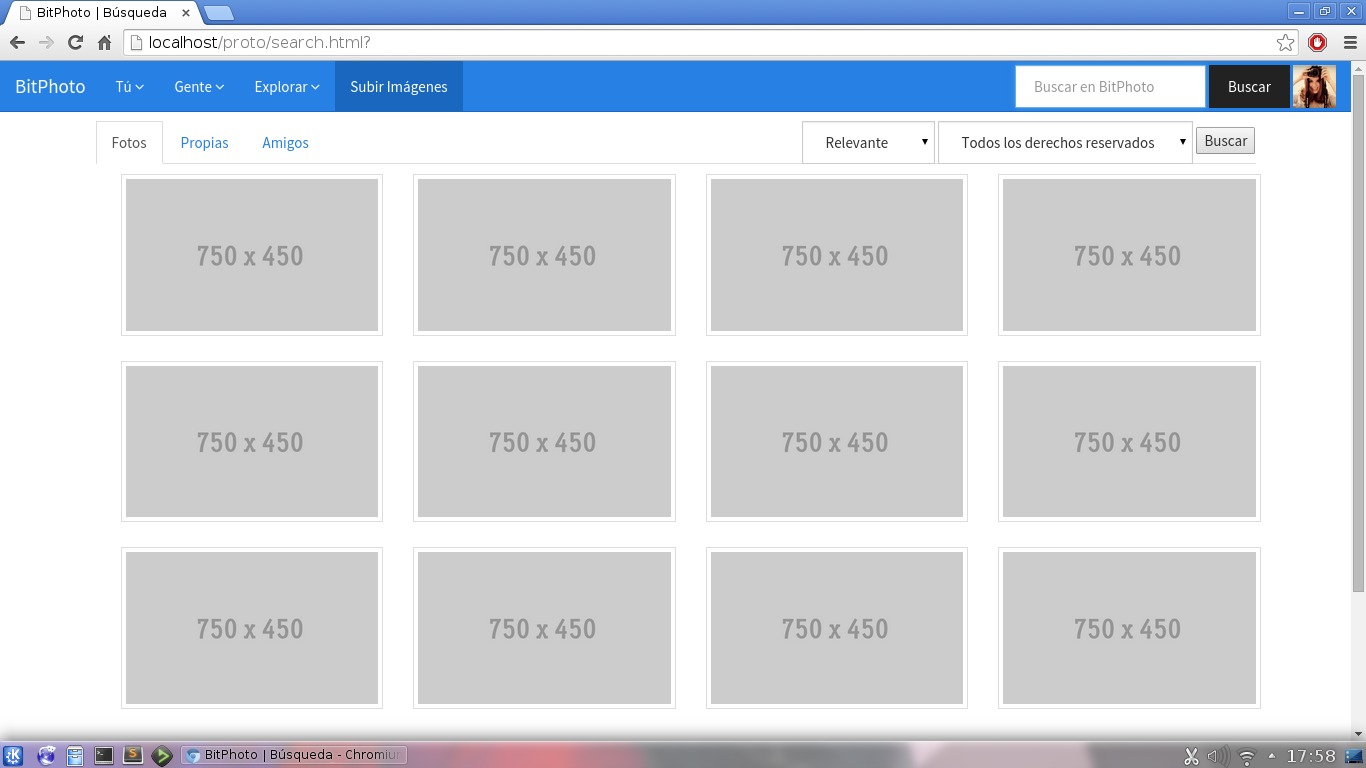 BitPhoto | Búsqueda
localhost/proto/search.html?
BitPhoto Tú Gente Explorar Subir Imágenes Buscar en BitPhoto Buscar
Fotos Propias Amigos Relevante Todos los derechos reservados Buscar
750 x 450 750 x 450 750 x 450 750 x 450
750 x 450 750 x 450 750 x 450 750 x 450
750 x 450 750 x 450 750 x 450 750 x 450
BitPhoto | Búsqueda - Chromium 17:58